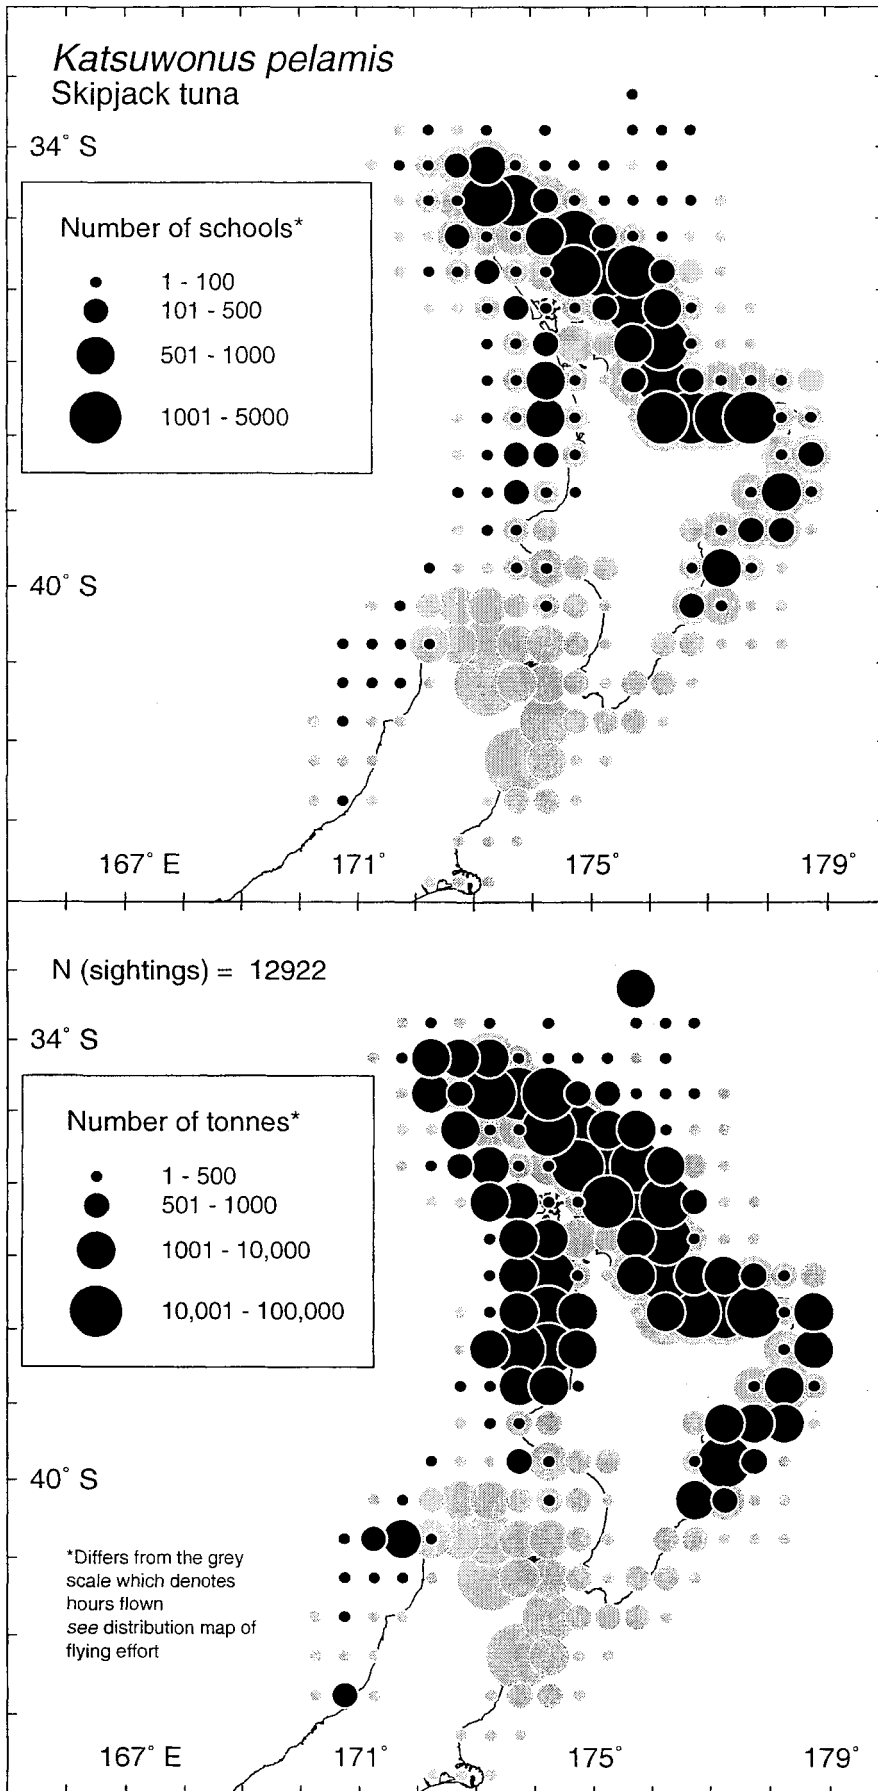 Katsuwonus pelamis
Skipjack tuna
34° S
Number of schools*
1 - 100
101 - 500
501 - 1000
1001 - 5000
40° S
167° E
171°
175°
179°
N (sightings) = 12922
34° S
Number of tonnes*
1 - 500
501 - 1000
1001 - 10,000
10,001 - 100,000
40° S
*Differs from the grey
scale which denotes
hours flown
see distribution map of
flying effort
167° E
171°
175°
179°